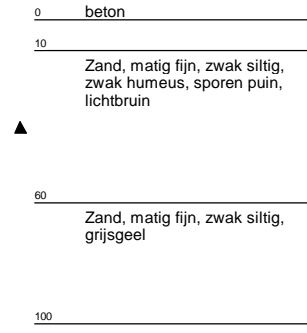 0 beton
10
Zand, matig fijn, zwak siltig,
zwak humeus, sporen puin,
lichtbruin
60
Zand, matig fijn, zwak siltig,
grijsgeel
100